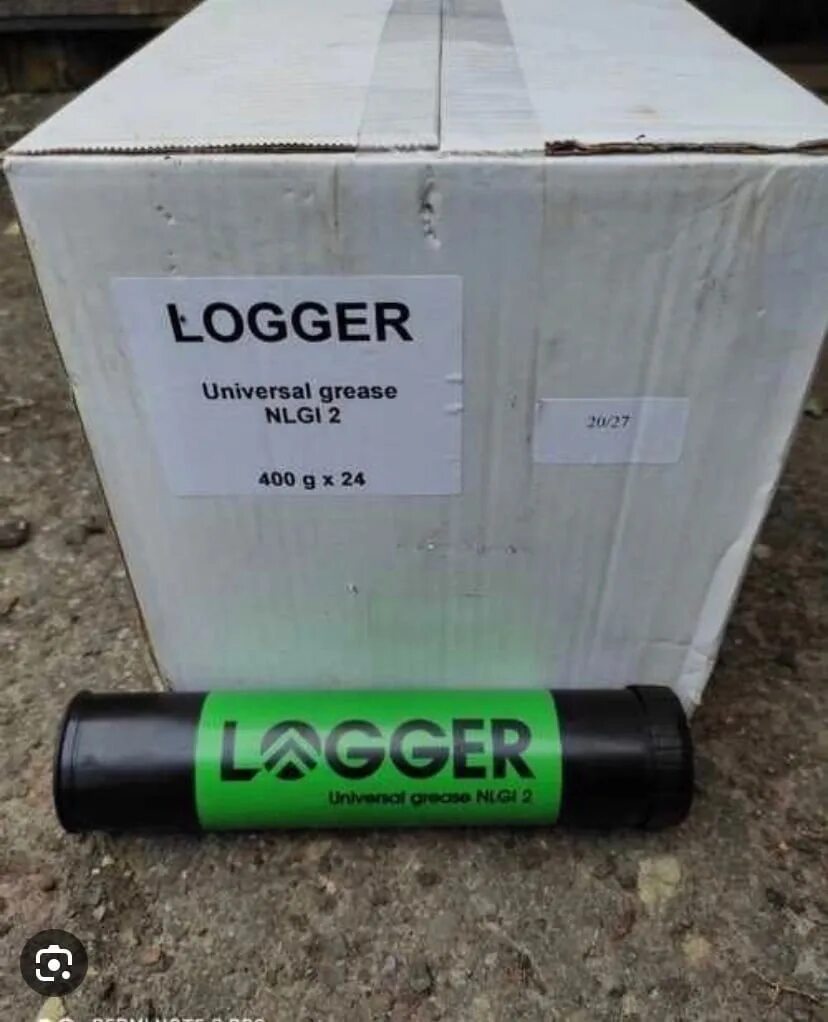 LOGGER
Universal grease
NLGI 2
400 g x 24
20/27
LOGGER
Universal grease NLGI 2